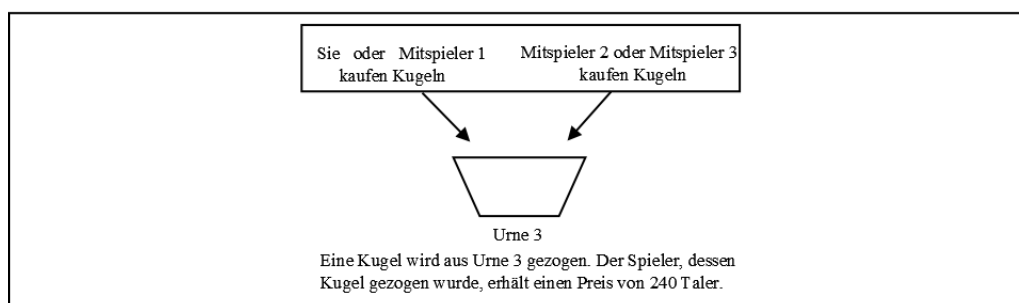 Sie oder Mitspieler 1
kaufen Kugeln
Mitspieler 2 oder Mitspieler 3
kaufen Kugeln
Urne 3
Eine Kugel wird aus Urne 3 gezogen. Der Spieler, dessen
Kugel gezogen wurde, erhält einen Preis von 240 Taler.